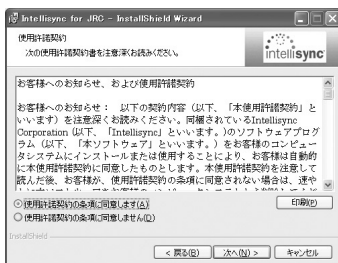 Intellisync for JRC - InstallShield Wizard
使用許諾契約
次の使用許諾契約書を注意深くお読みください。
intellisync
お客様へのお知らせ、および使用許諾契約
お客様へのお知らせ： 以下の契約内容（以下、「本使用許諾契約」と
いいます）を注意深くお読みください。同梱されているIntellisync
Corporation（以下、「Intellisync」といいます。）のソフトウェアプログ
ラム（以下、「本ソフトウェア」といいます。）をお客様のコンピュー
タシステムにインストールまたは使用することにより、お客様は自動的
に本使用許諾契約に同意したものとします。本使用許諾契約を注意して
読んだ後、お客様が、使用許諾契約の条項に同意されない場合は、速や
使用許諾契約の条項に同意します(A)
印刷(P)
使用許諾契約の条項に同意しません(D)
InstallShield
< 戻る(B)
次へ(N) >
キャンセル